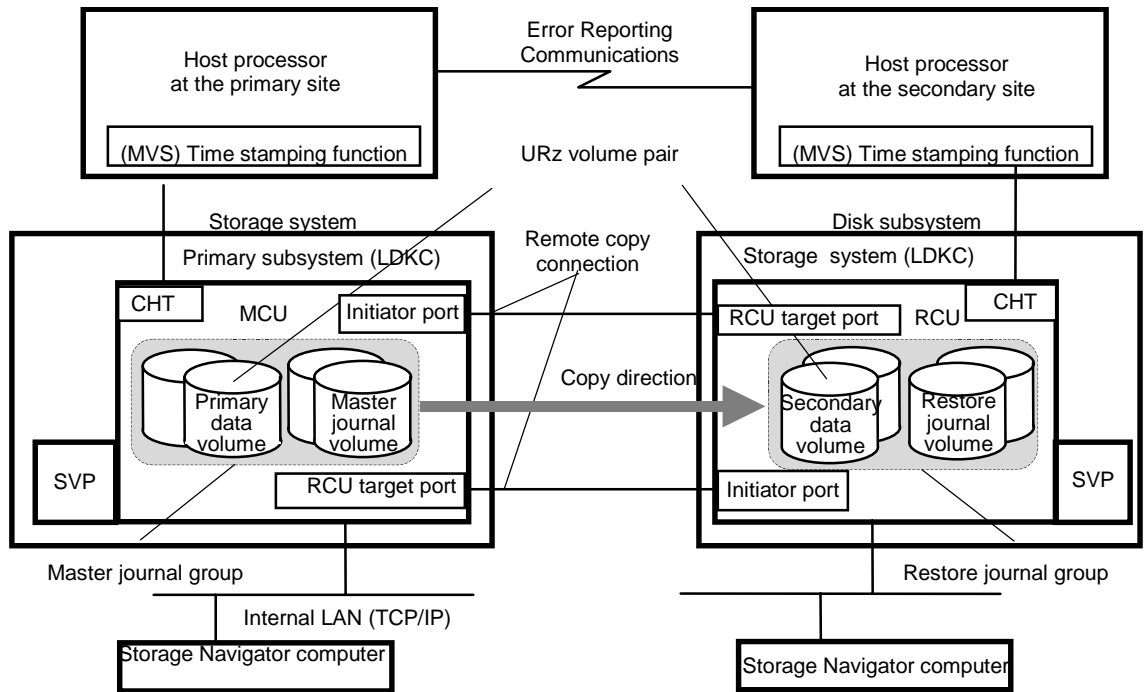 Host processor
at the primary site
(MVS) Time stamping function
Error Reporting
Communications
Host processor
at the secondary site
(MVS) Time stamping function
URz volume pair
Storage system
Primary subsystem (LDKC)
Remote copy
connection
Disk subsystem
Storage system (LDKC)
CHT
MCU
Initiator port
RCU target port
RCU
CHT
Primary
data
volume
Master
journal
volume
Copy direction
Secondary
data
volume
Restore
journal
volume
SVP
RCU target port
Initiator port
SVP
Master journal group
Restore journal group
Internal LAN (TCP/IP)
Storage Navigator computer
Storage Navigator computer